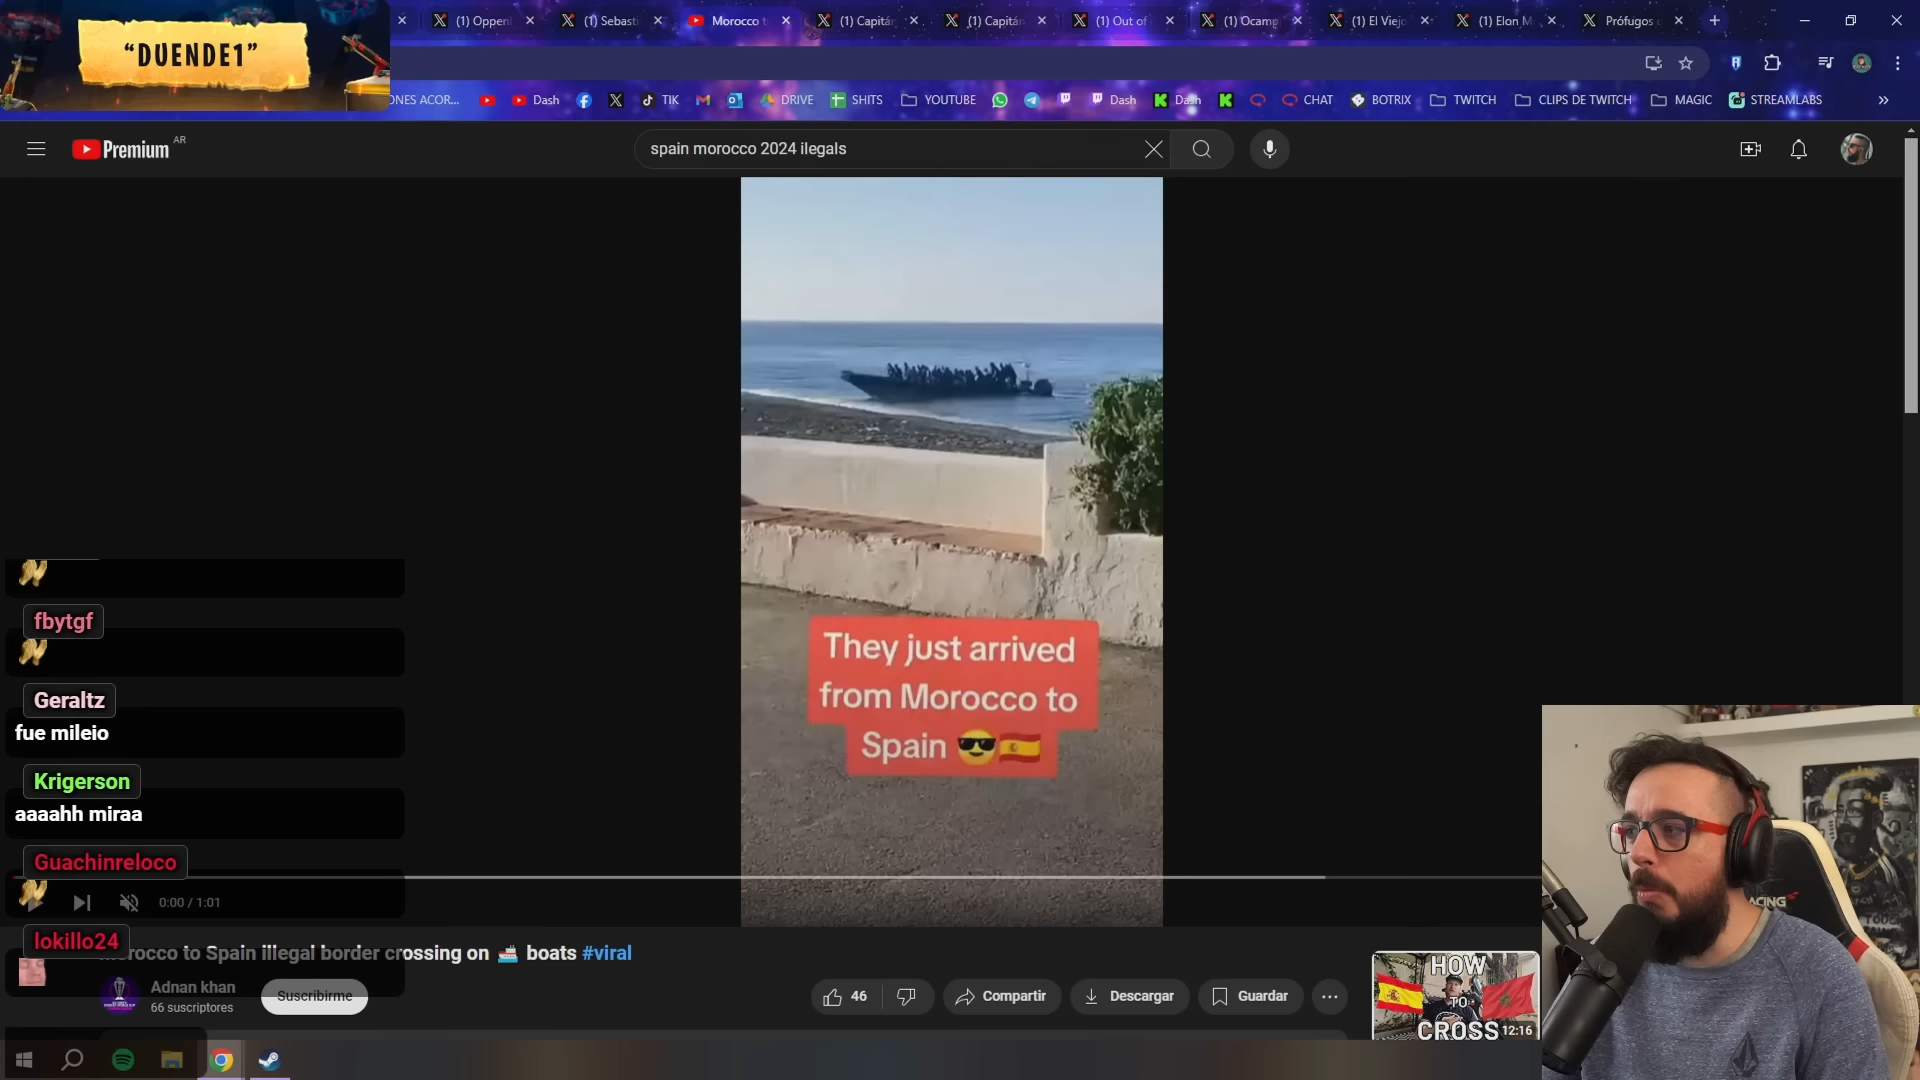 “DUENDE1”
(1) Oppen
(1) Sebasti
Morocco t
(1) Capitán
(1) Capitán
(1) Out of
(1) Ocamp
(1) El Viejo
(1) Elon M
Prófugos
ONES ACOR...
Dash
TIK
DRIVE
SHITS
YOUTUBE
Dash
Dash
CHAT
BOTRIX
TWITCH
CLIPS DE TWITCH
MAGIC
STREAMLABS
Premium AR
spain morocco 2024 ilegals
They just arrived
from Morocco to
Spain 😎🇪🇸
fbytgf
Geraltz
fue mileio
Krigerson
aaaahh miraa
Guachinreloco
0:00 / 1:01
lokillo24
to Spain illegal border crossing on 🚢 boats #viral
Adnan khan
66 suscriptores
Suscribirme
46
Compartir
Descargar
Guardar
HOW
TO
CROSS
12:16